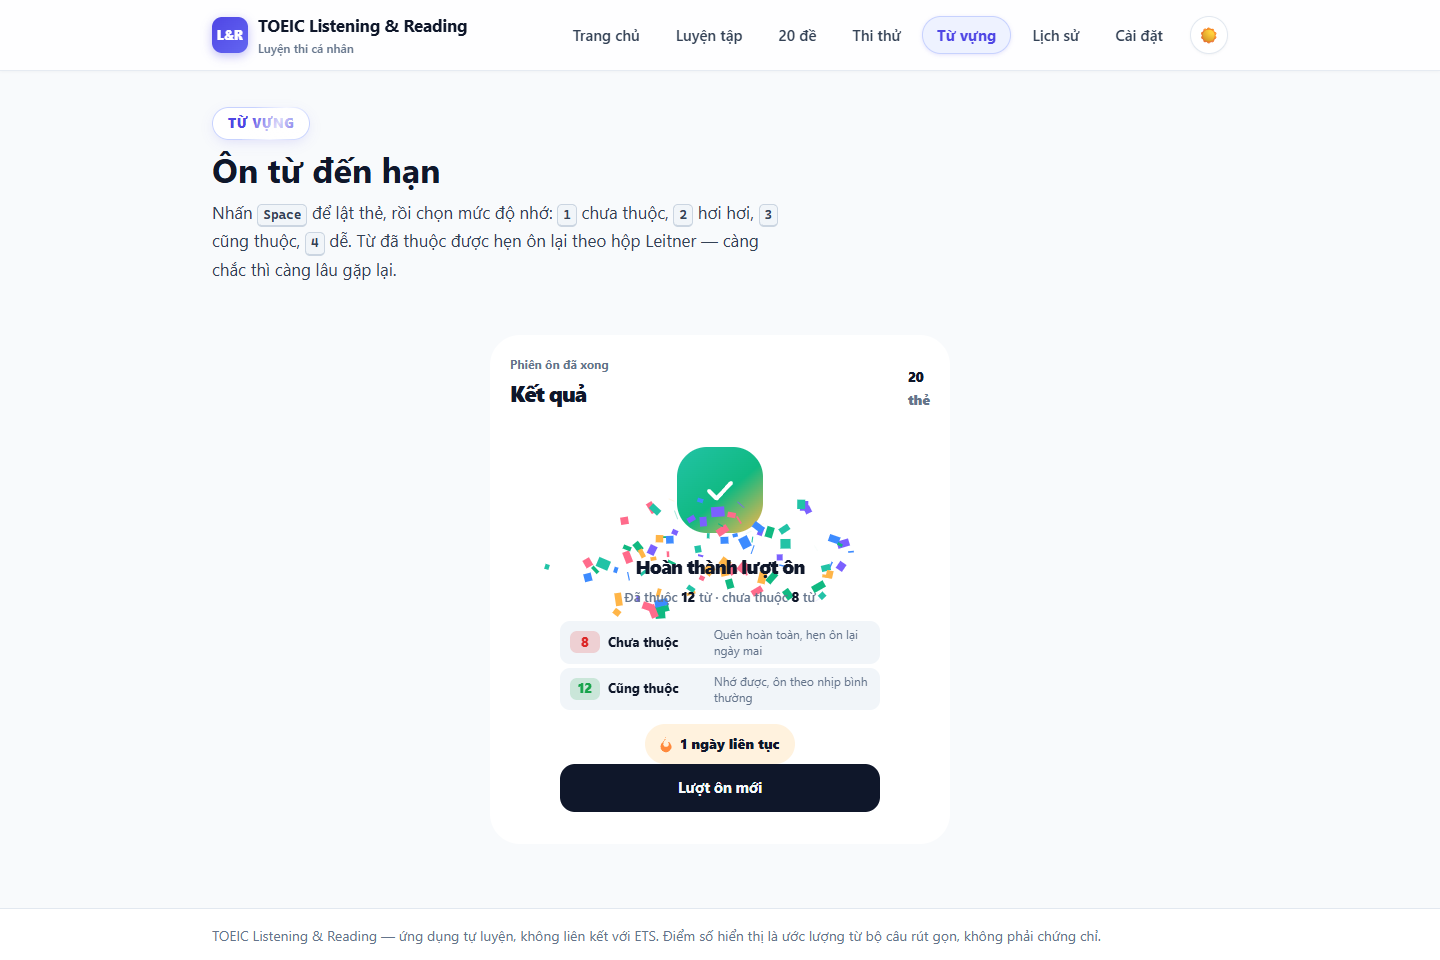 L&R
TOEIC Listening & Reading
Luyện thi cá nhân
Trang chủ
Luyện tập
20 đề
Thi thử
Từ vựng
Lịch sử
Cài đặt
TỪ VỰNG
Ôn từ đến hạn
Nhấn Space để lật thẻ, rồi chọn mức độ nhớ: 1 chưa thuộc, 2 hơi hơi, 3
cũng thuộc, 4 dễ. Từ đã thuộc được hẹn ôn lại theo hộp Leitner — càng
chắc thì càng lâu gặp lại.
Phiên ôn đã xong
Kết quả
20
thẻ
Hoàn thành lượt ôn
Đã thuộc 12 từ · chưa thuộc 8 từ
8 Chưa thuộc
Quên hoàn toàn, hẹn ôn lại
ngày mai
12 Cũng thuộc
Nhớ được, ôn theo nhịp bình
thường
1 ngày liên tục
Lượt ôn mới
TOEIC Listening & Reading — ứng dụng tự luyện, không liên kết với ETS. Điểm số hiển thị là ước lượng từ bộ câu rút gọn, không phải chứng chỉ.